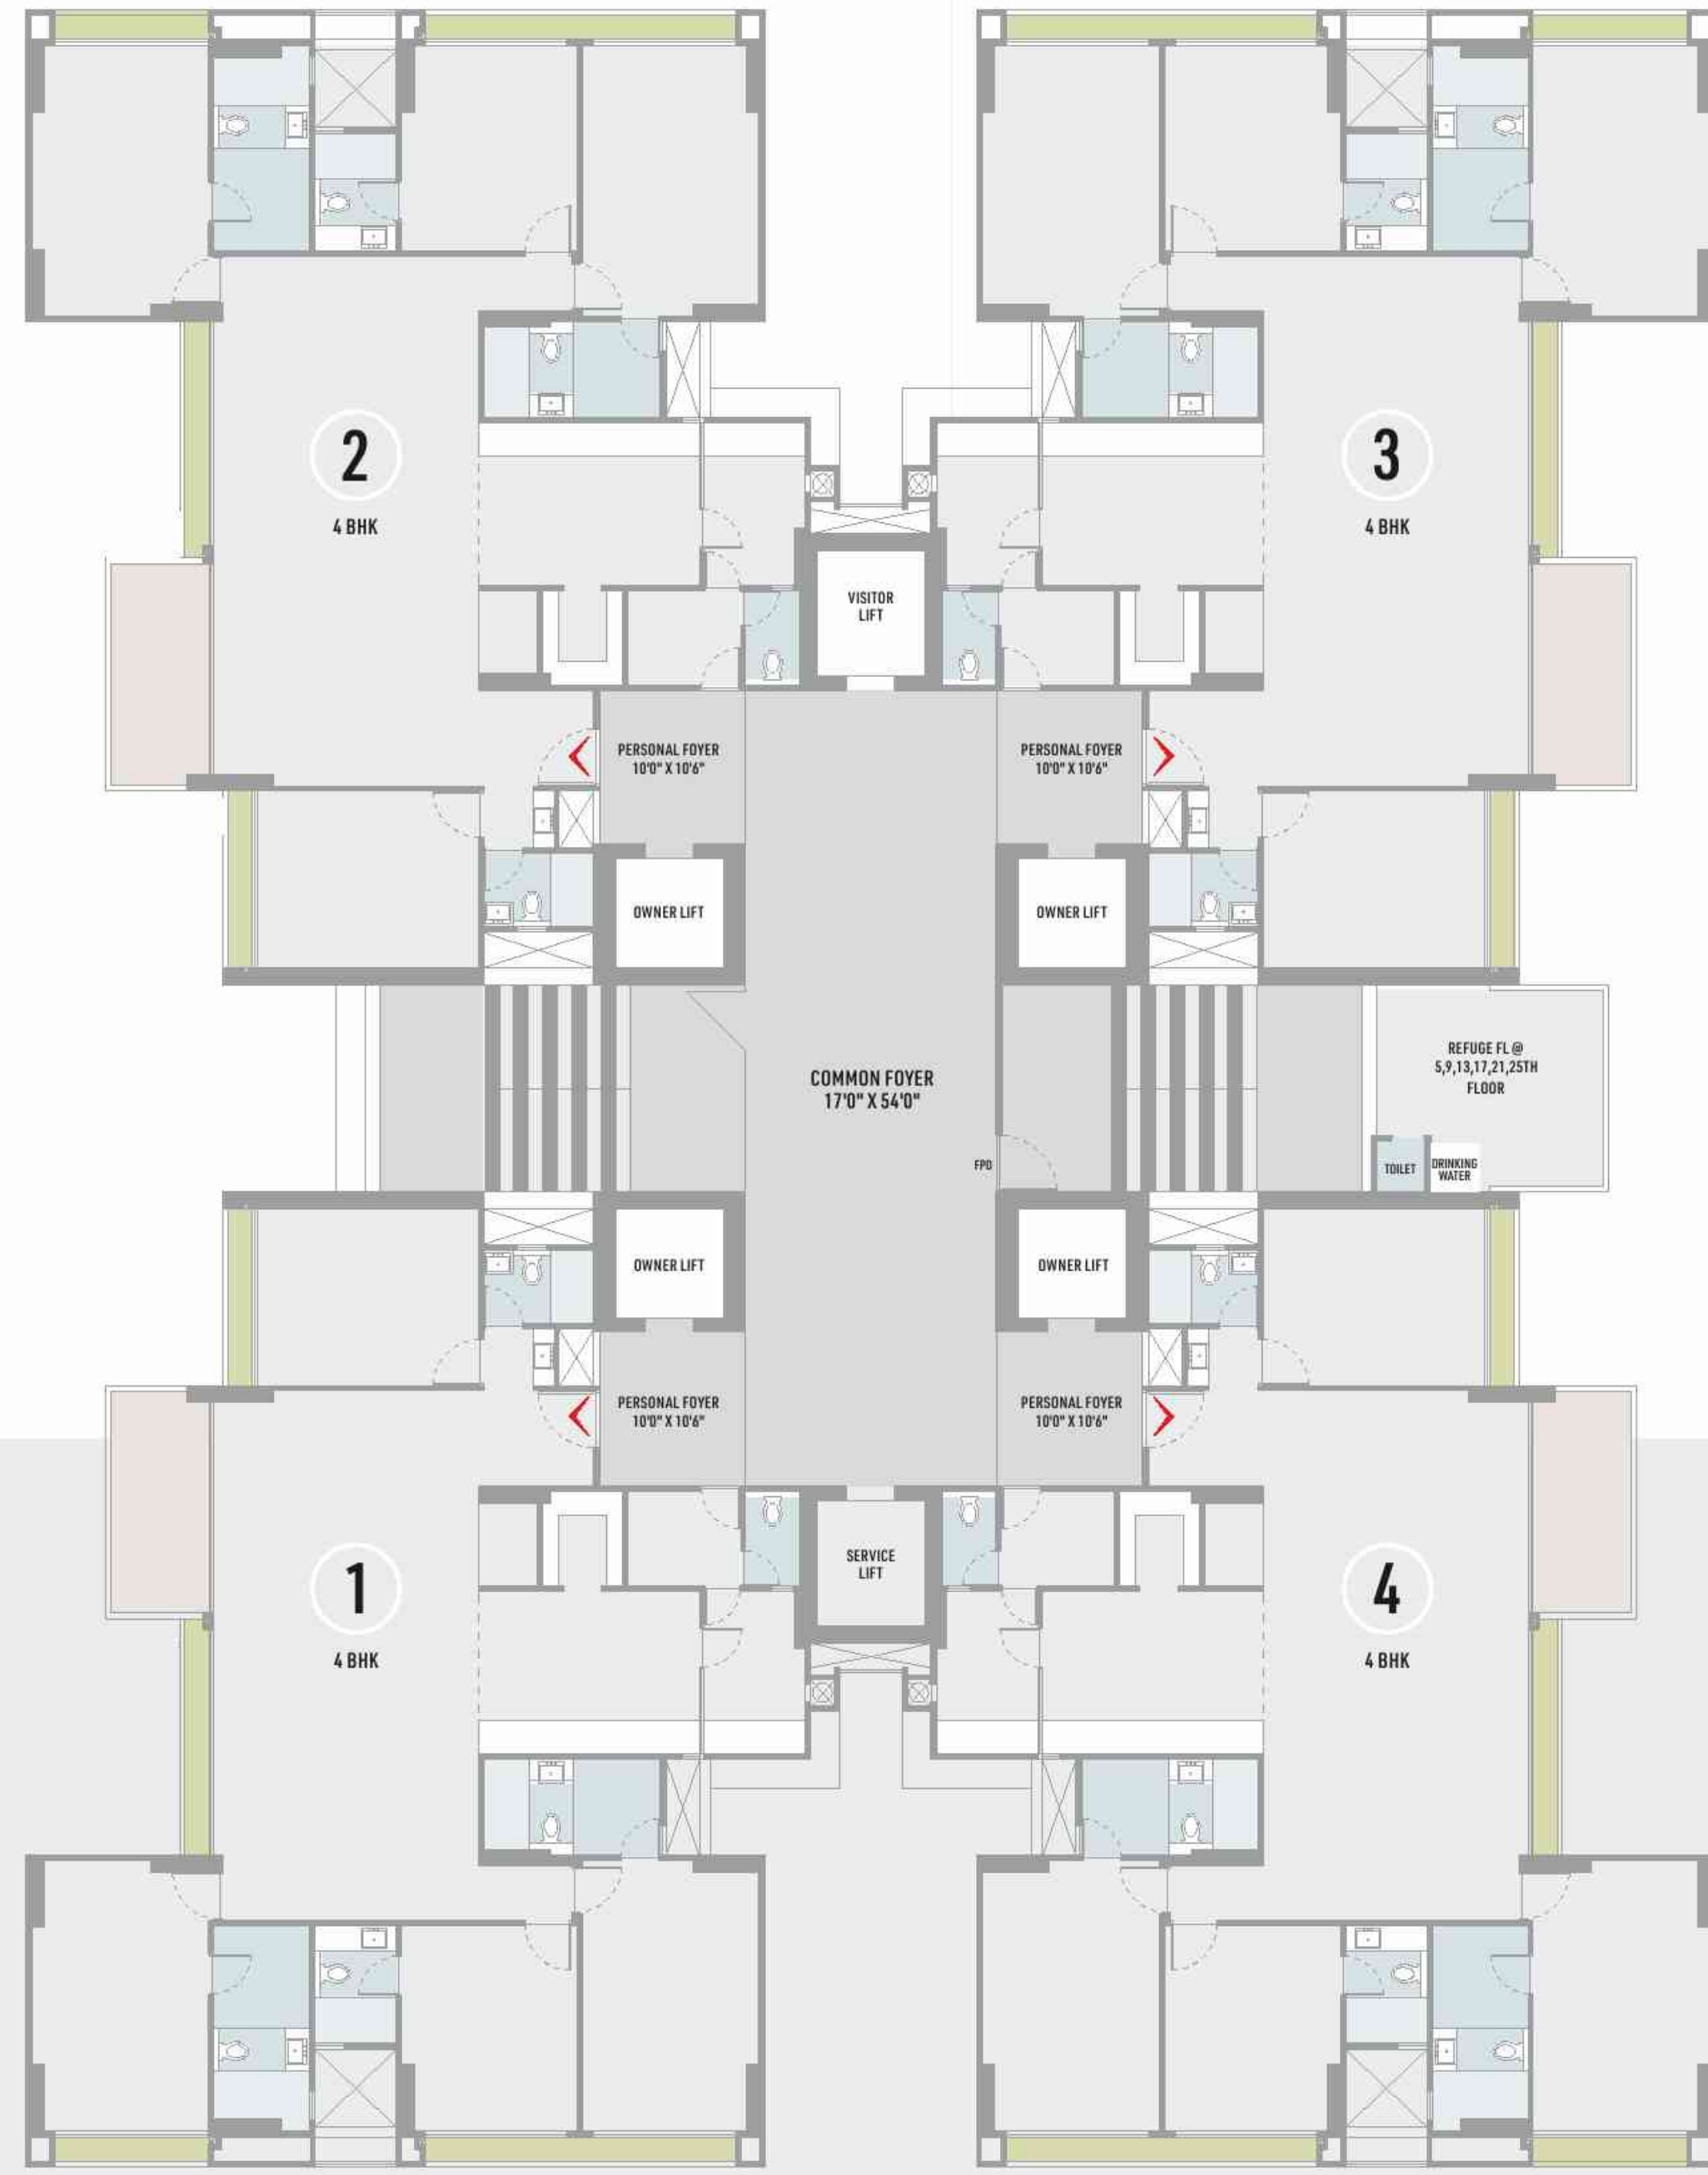 2
4 BHK
3
4 BHK
VISITOR
LIFT
PERSONAL FOYER
10'0" X 10'6"
PERSONAL FOYER
10'0" X 10'6"
OWNER LIFT
OWNER LIFT
COMMON FOYER
17'0" X 54'0"
REFUGE FL @
5,9,13,17,21,25TH
FLOOR
FPD
TOILET
DRINKING
WATER
OWNER LIFT
OWNER LIFT
PERSONAL FOYER
10'0" X 10'6"
PERSONAL FOYER
10'0" X 10'6"
SERVICE
LIFT
1
4 BHK
4
4 BHK